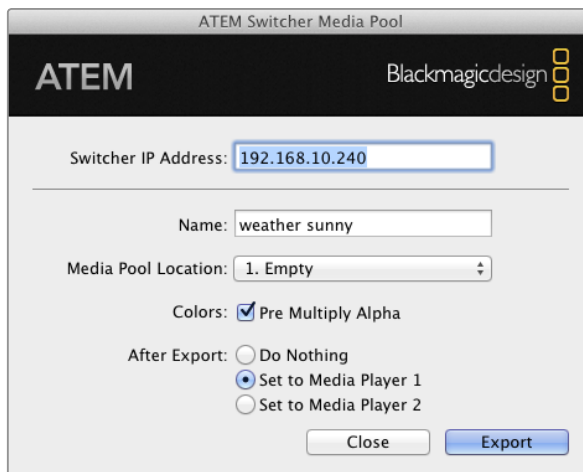 ATEM Switcher Media Pool
ATEM Blackmagicdesign
Switcher IP Address: 192.168.10.240
Name: weather sunny
Media Pool Location: 1. Empty
Colors: Pre Multiply Alpha
After Export: Do Nothing
Set to Media Player 1
Set to Media Player 2
Close Export